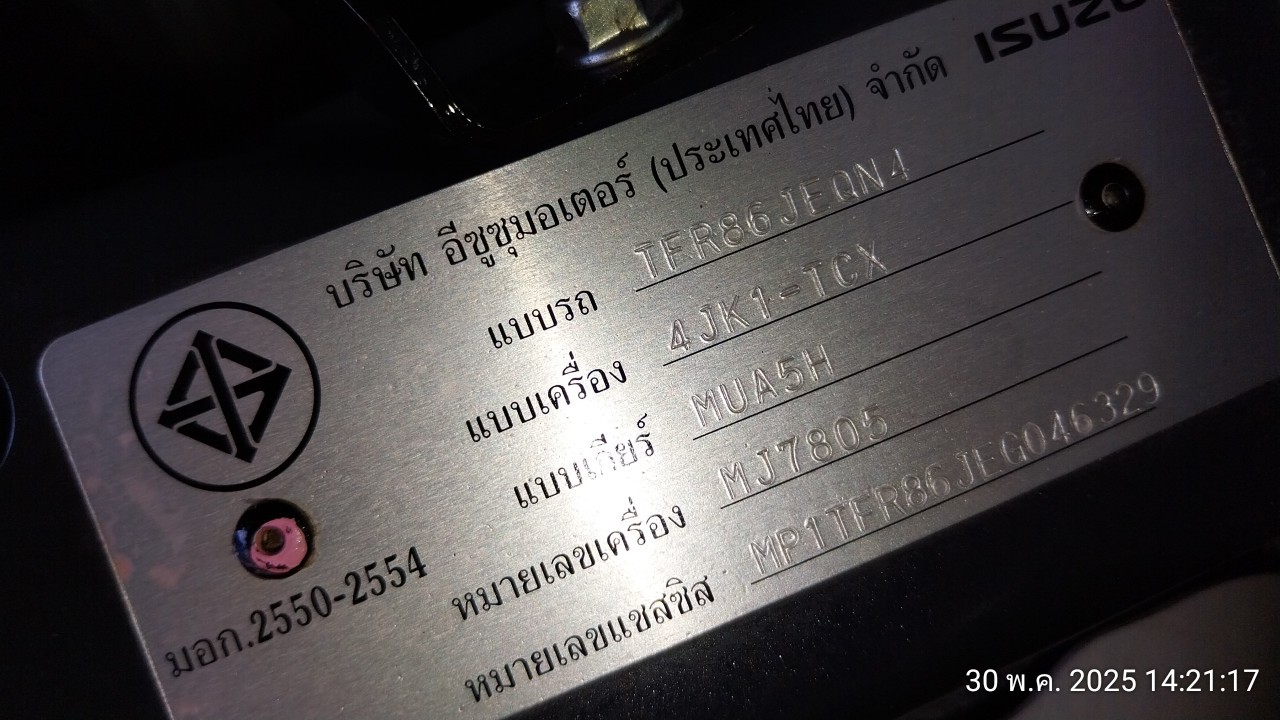 บริษัท อีซูซุมอเตอร์ (ประเทศไทย) จำกัด ISUZU
แบบรถ TFR86JEQN4
แบบเครื่อง 4JK1-TCX
แบบเกียร์ MUA5H
หมายเลขเครื่อง MJ7805
หมายเลขแชสซิส MP1TFR86JEG046329
มอก.2550-2554
30 พ.ค. 2025 14:21:17